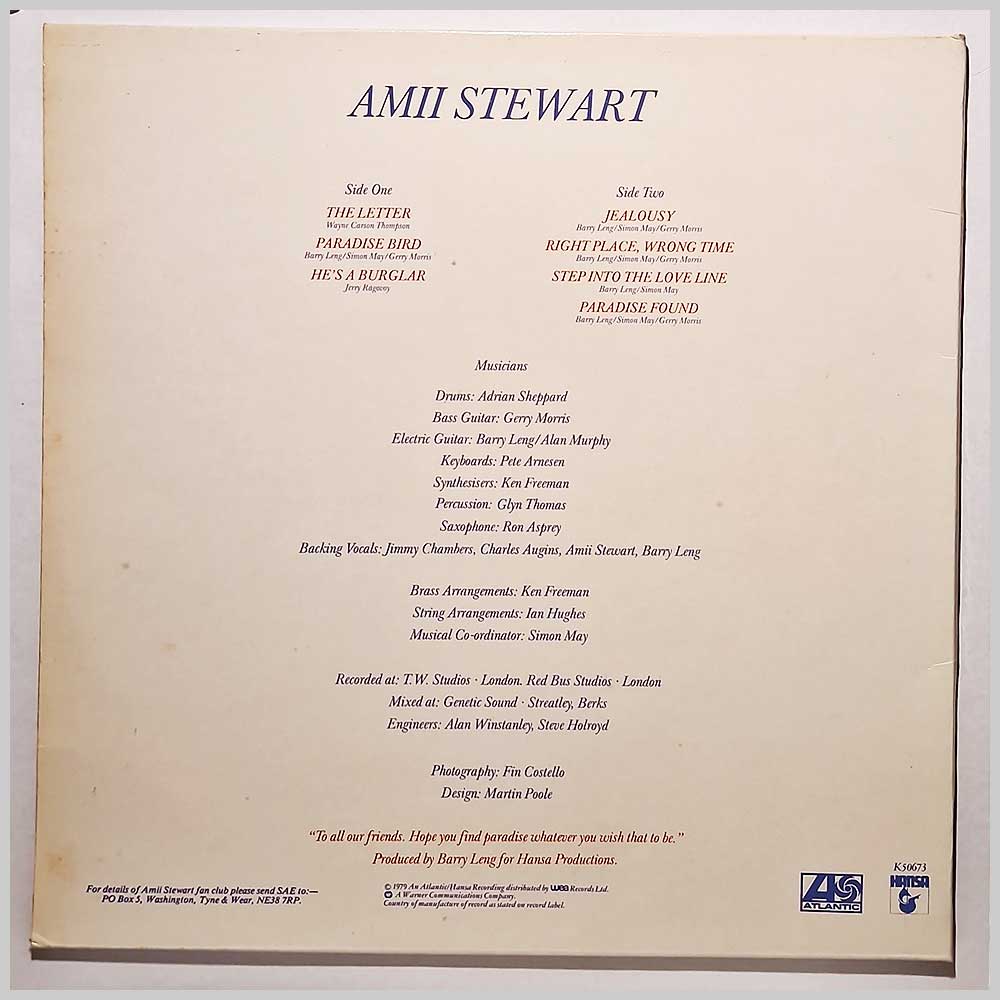 AMII STEWART
Side One
THE LETTER
Wayne Carson Thompson
PARADISE BIRD
Barry Leng/Simon May/Gerry Morris
HE'S A BURGLAR
Jerry Ragovoy
Side Two
JEALOUSY
Barry Leng/Simon May/Gerry Morris
RIGHT PLACE, WRONG TIME
Barry Leng/Simon May/Gerry Morris
STEP INTO THE LOVE LINE
Barry Leng/Simon May
PARADISE FOUND
Barry Leng/Simon May/Gerry Morris
Musicians
Drums: Adrian Sheppard
Bass Guitar: Gerry Morris
Electric Guitar: Barry Leng/Alan Murphy
Keyboards: Pete Arnesen
Synthesisers: Ken Freeman
Percussion: Glyn Thomas
Saxophone: Ron Asprey
Backing Vocals: Jimmy Chambers, Charles Augins, Amii Stewart, Barry Leng
Brass Arrangements: Ken Freeman
String Arrangements: Ian Hughes
Musical Co-ordinator: Simon May
Recorded at: T.W. Studios · London. Red Bus Studios · London
Mixed at: Genetic Sound · Streatley, Berks
Engineers: Alan Winstanley, Steve Holroyd
Photography: Fin Costello
Design: Martin Poole
"To all our friends. Hope you find paradise whatever you wish that to be."
Produced by Barry Leng for Hansa Productions.
For details of Amii Stewart fan club please send SAE to:—
PO Box 5, Washington, Tyne & Wear, NE38 7RP.
© 1979 An Atlantic/Hansa Recording distributed by wea Records Ltd.
A Warner Communications Company.
Country of manufacture of record as stated on record label.
ATLANTIC
K50673
HANSA